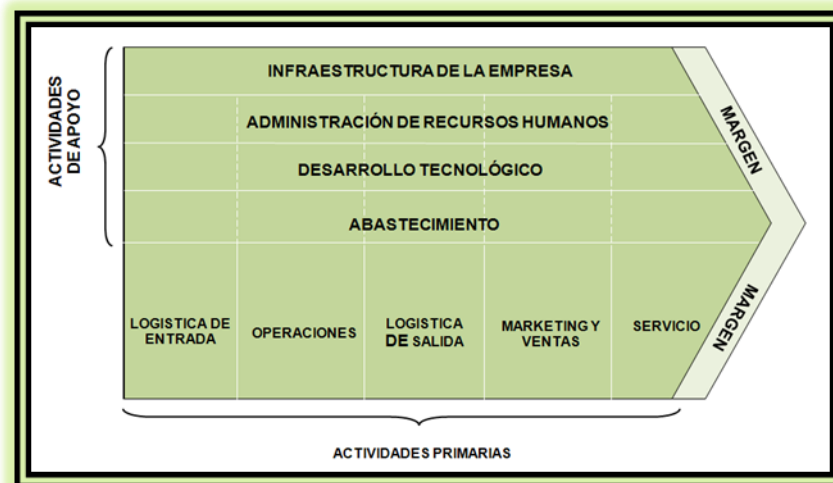 ACTIVIDADES
DE APOYO
INFRAESTRUCTURA DE LA EMPRESA
ADMINISTRACIÓN DE RECURSOS HUMANOS
DESARROLLO TECNOLÓGICO
ABASTECIMIENTO
MARGEN
LOGISTICA DE
ENTRADA
OPERACIONES
LOGISTICA
DE SALIDA
MARKETING Y
VENTAS
SERVICIO
MARGEN
ACTIVIDADES PRIMARIAS